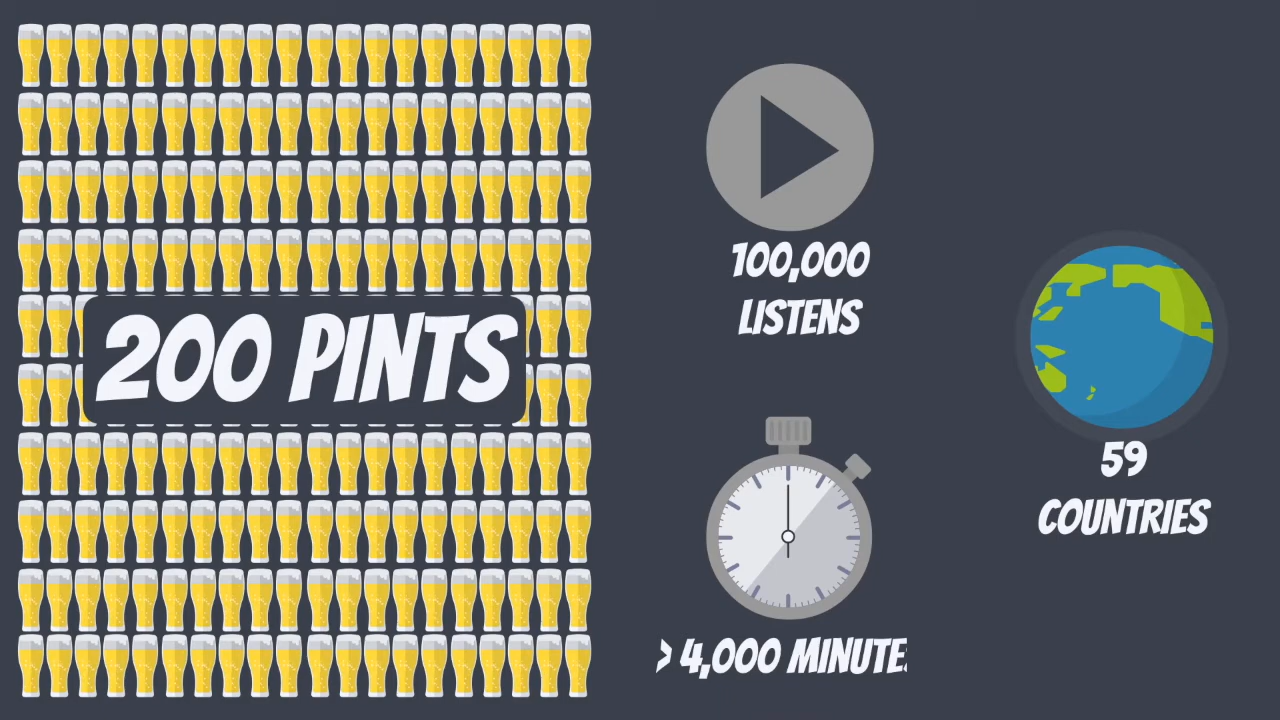 200 PINTS
100,000
LISTENS
> 4,000 MINUTE
59
COUNTRIES